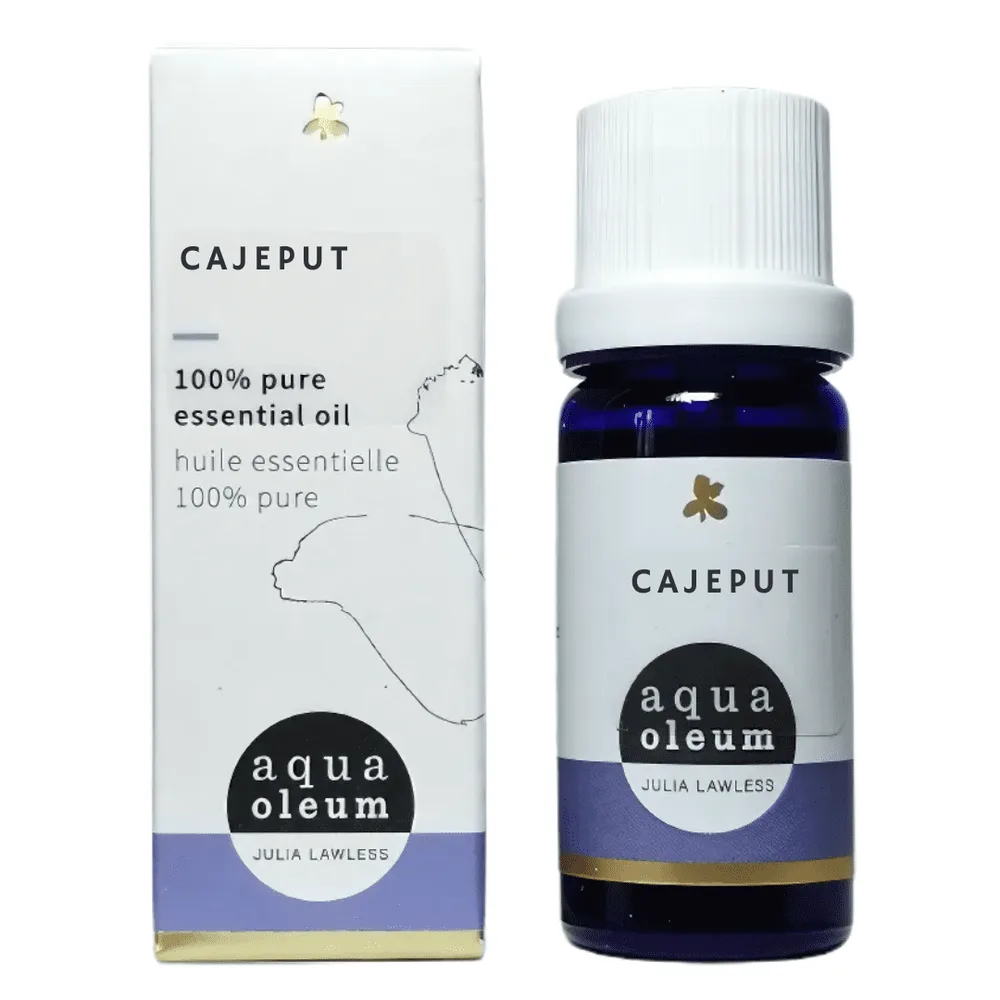 CAJEPUT
100% pure
essential oil
huile essentielle
100% pure
aqua
oleum
JULIA LAWLESS
CAJEPUT
aqua
oleum
JULIA LAWLESS